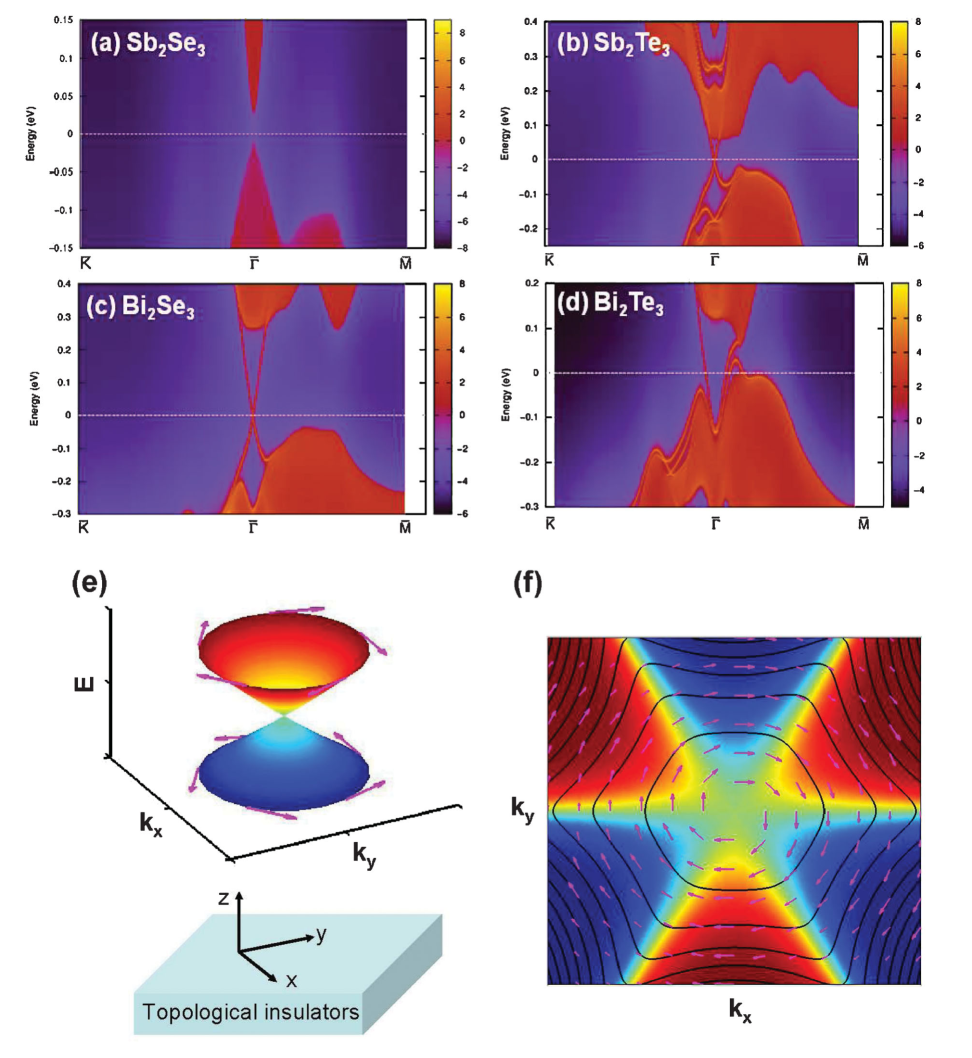 (a) Sb₂Se₃
Energy (eV)
0.15
0.1
0.05
0
−0.05
−0.1
−0.15
K̅ Γ̅ M̅
8
6
4
2
0
−2
−4
−6
−8
(b) Sb₂Te₃
Energy (eV)
0.4
0.3
0.2
0.1
0
−0.1
−0.2
K̅ Γ̅ M̅
8
6
4
2
0
−2
−4
−6
(c) Bi₂Se₃
Energy (eV)
0.4
0.3
0.2
0.1
0
−0.1
−0.2
−0.3
K̅ Γ̅ M̅
8
6
4
2
0
−2
−4
−6
(d) Bi₂Te₃
Energy (eV)
0.2
0.1
0
−0.1
−0.2
−0.3
K̅ Γ̅ M̅
8
6
4
2
0
−2
−4
(e)
E
kₓ
k_y
z
y
x
Topological insulators
(f)
k_y
kₓ